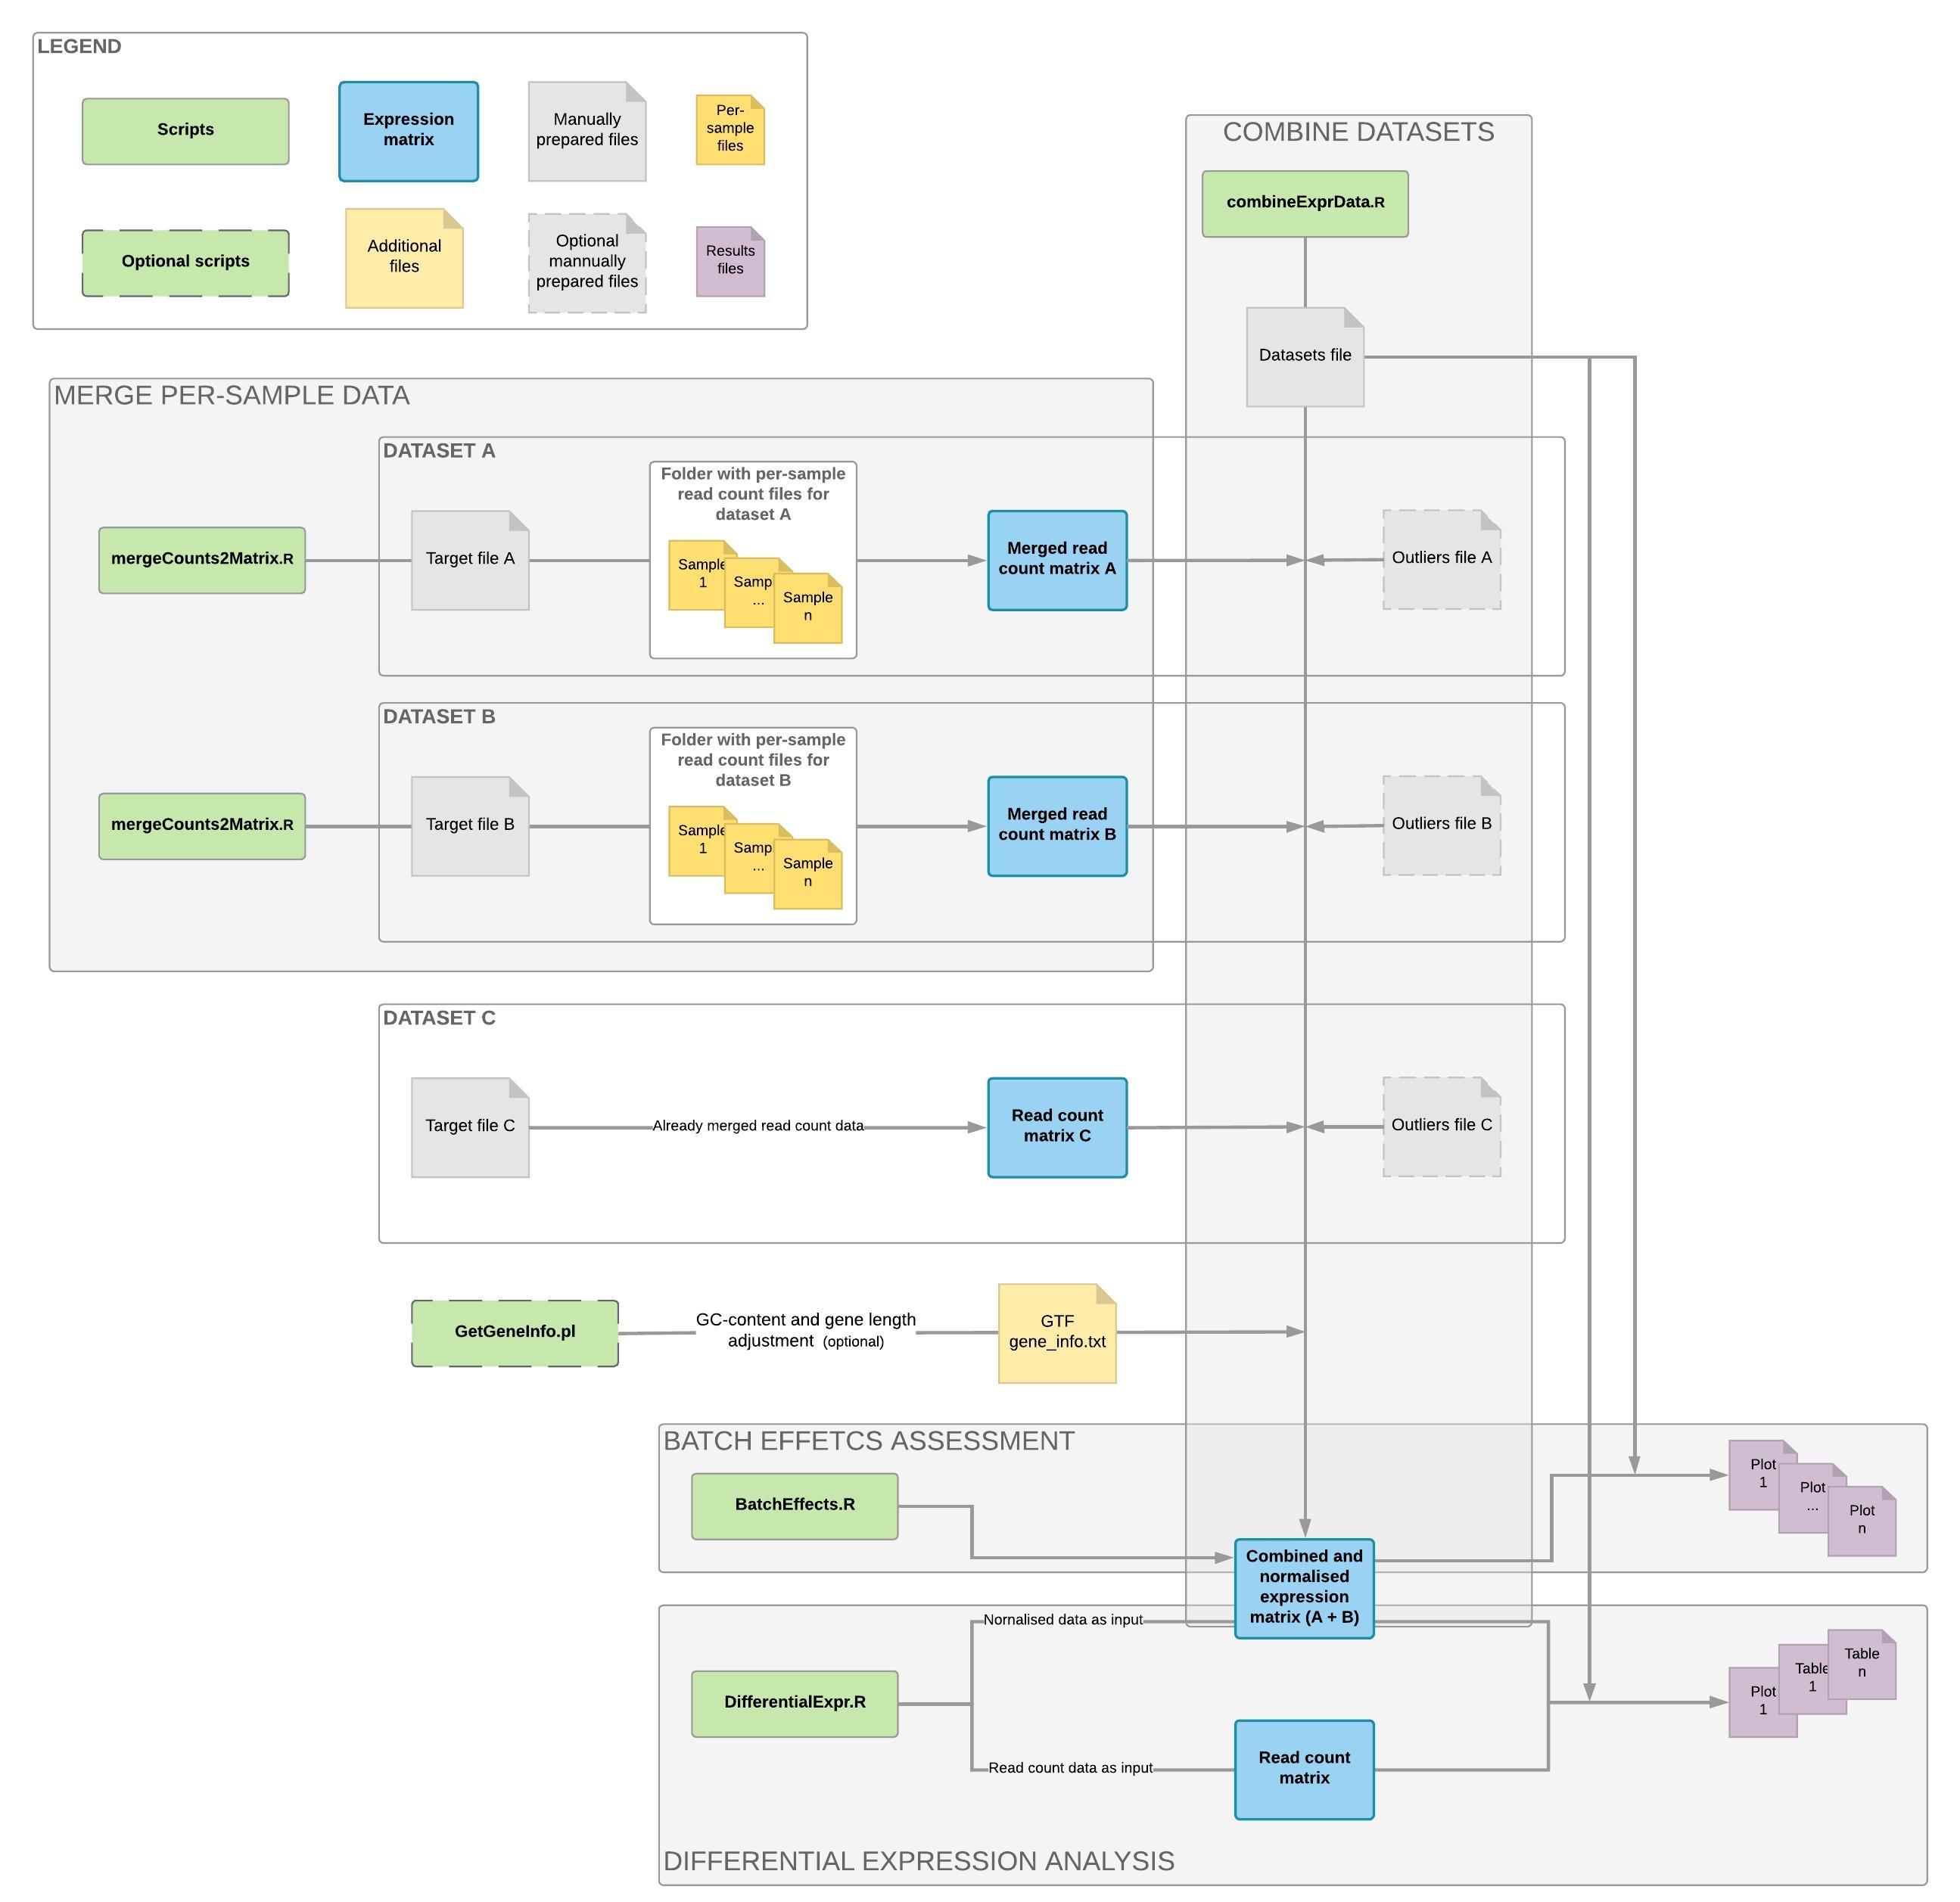 LEGEND
Scripts
Expression
matrix
Manually
prepared files
Per-
sample
files
Optional scripts
Additional
files
Optional
mannually
prepared files
Results
files
COMBINE DATASETS
combineExprData.R
Datasets file
MERGE PER-SAMPLE DATA
DATASET A
mergeCounts2Matrix.R
Target file A
Folder with per-sample
read count files for
dataset A
Sample
1
Samp
...
Sample
n
Merged read
count matrix A
Outliers file A
DATASET B
mergeCounts2Matrix.R
Target file B
Folder with per-sample
read count files for
dataset B
Sample
1
Samp
...
Sample
n
Merged read
count matrix B
Outliers file B
DATASET C
Target file C
Already merged read count data
Read count
matrix C
Outliers file C
GetGeneInfo.pl
GC-content and gene length
adjustment (optional)
GTF
gene_info.txt
BATCH EFFETCS ASSESSMENT
BatchEffects.R
Combined and
normalised
expression
matrix (A + B)
Plot
1
Plot
...
Plot
n
Nornalised data as input
DifferentialExpr.R
Read count data as input
Read count
matrix
Plot
1
Table
1
Table
n
DIFFERENTIAL EXPRESSION ANALYSIS